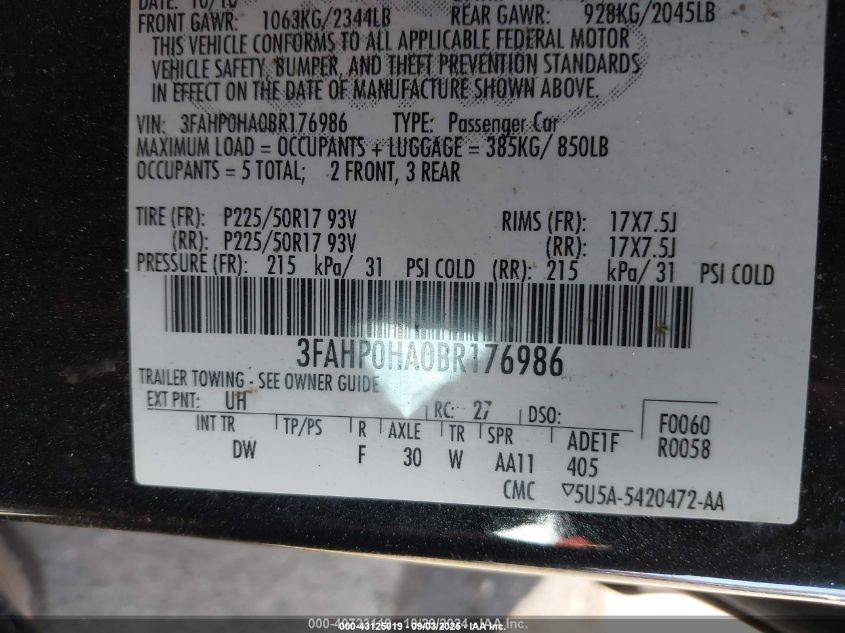 DATE: 10/10
FRONT GAWR: 1063KG/2344LB REAR GAWR: 928KG/2045LB
THIS VEHICLE CONFORMS TO ALL APPLICABLE FEDERAL MOTOR
VEHICLE SAFETY, BUMPER, AND THEFT PREVENTION STANDARDS
IN EFFECT ON THE DATE OF MANUFACTURE SHOWN ABOVE.
VIN: 3FAHP0HA0BR176986 TYPE: Passenger Car
MAXIMUM LOAD = OCCUPANTS + LUGGAGE = 385KG/ 850LB
OCCUPANTS = 5 TOTAL; 2 FRONT, 3 REAR
TIRE (FR): P225/50R17 93V RIMS (FR): 17X7.5J
(RR): P225/50R17 93V (RR): 17X7.5J
PRESSURE (FR): 215 kPa/ 31 PSI COLD (RR): 215 kPa/ 31 PSI COLD
3FAHP0HA0BR176986
TRAILER TOWING - SEE OWNER GUIDE
EXT PNT: UH RC: 27 DSO: F0060
INT TR TP/PS R AXLE TR SPR ADE1F R0058
DW F 30 W AA11 405
CMC ▽5U5A-5420472-AA
000-43125019 - 09/03/2025 - IAA Inc.